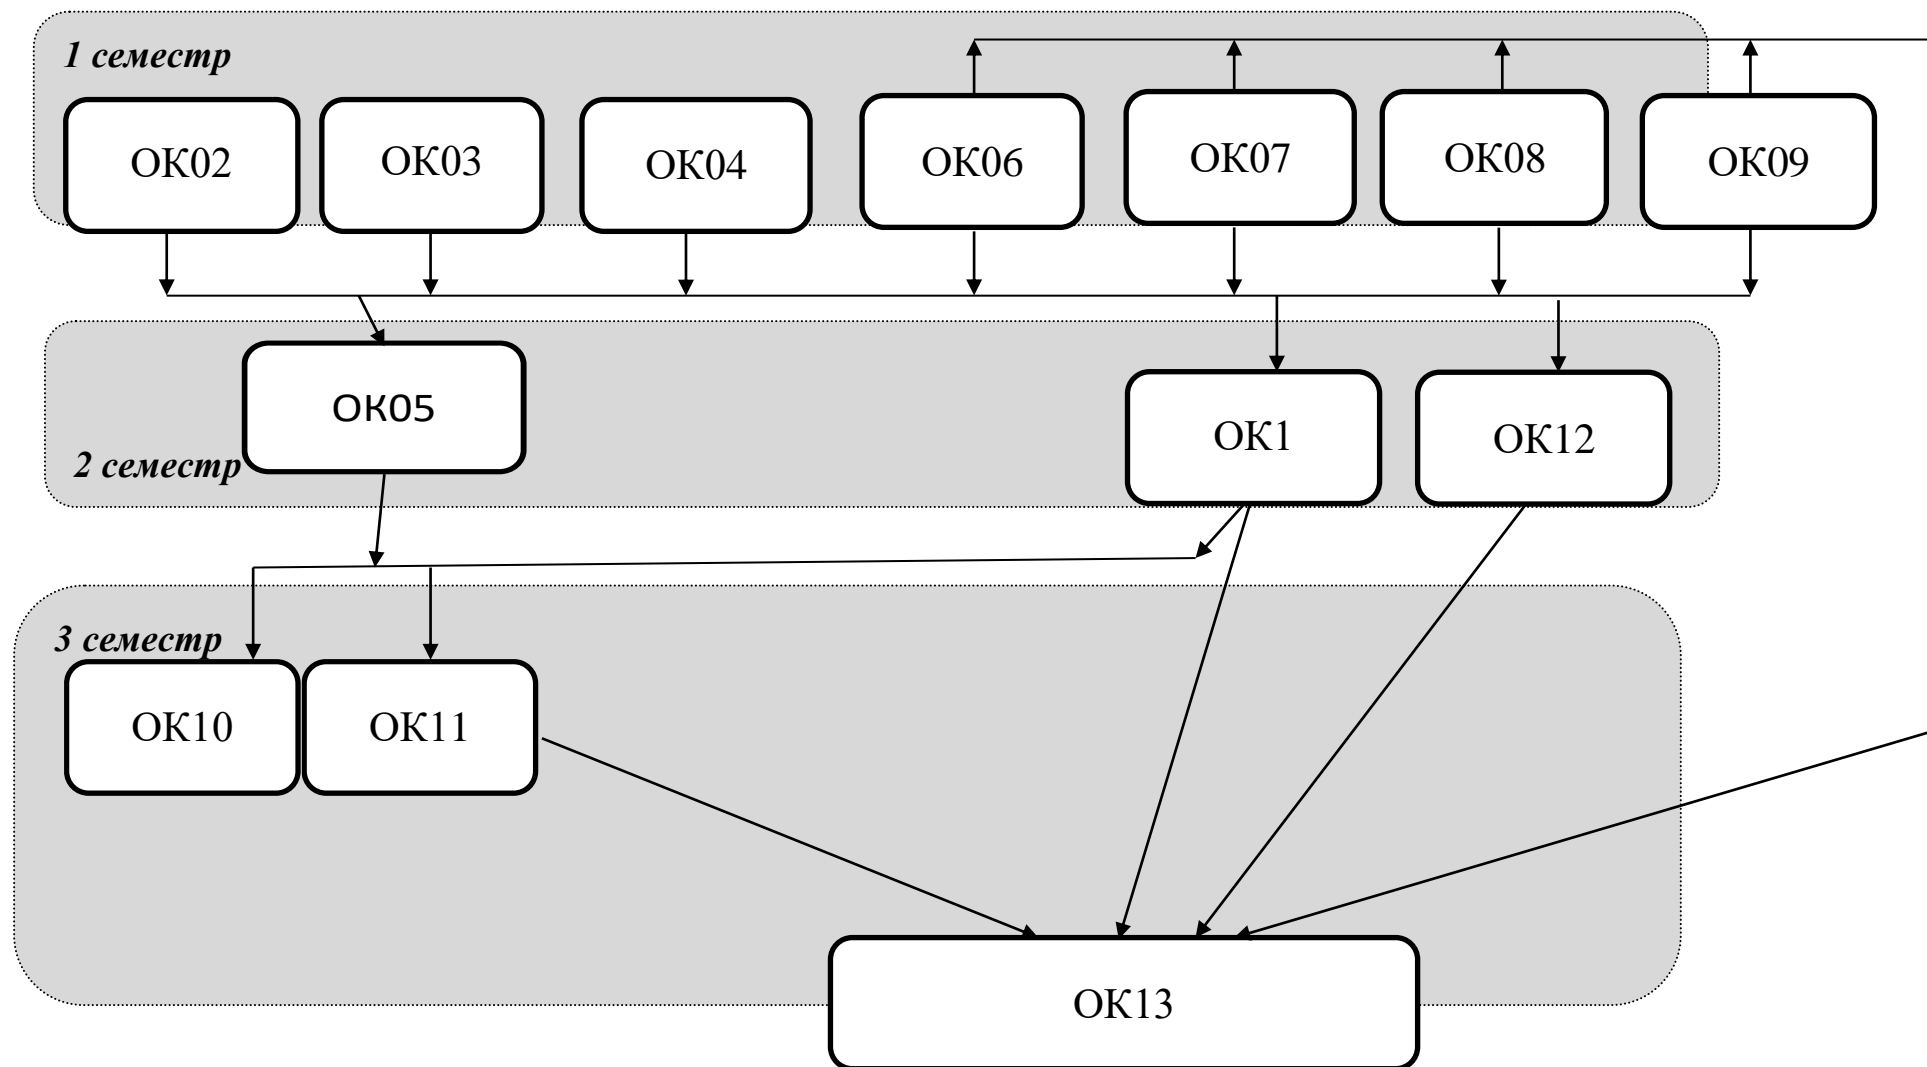 1 семестр
ОК02
ОК03
ОК04
ОК06
ОК07
ОК08
ОК09
ОК05
ОК1
ОК12
2 семестр
3 семестр
ОК10
ОК11
ОК13